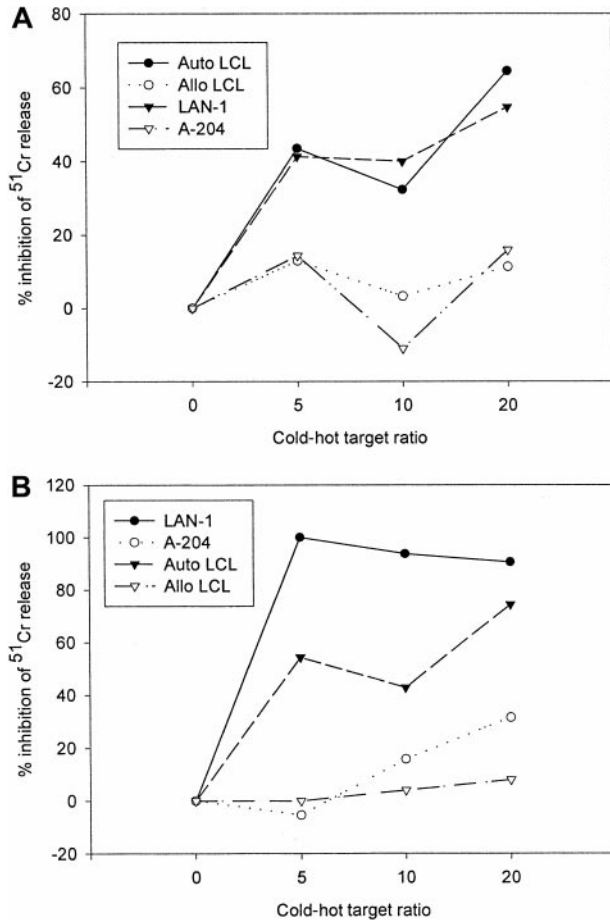 A
80
60
40
20
0
-20
% inhibition of ⁵¹Cr release
Auto LCL
Allo LCL
LAN-1
A-204
0 5 10 20
Cold-hot target ratio
B
120
100
80
60
40
20
0
-20
% inhibition of ⁵¹Cr release
LAN-1
A-204
Auto LCL
Allo LCL
0 5 10 20
Cold-hot target ratio